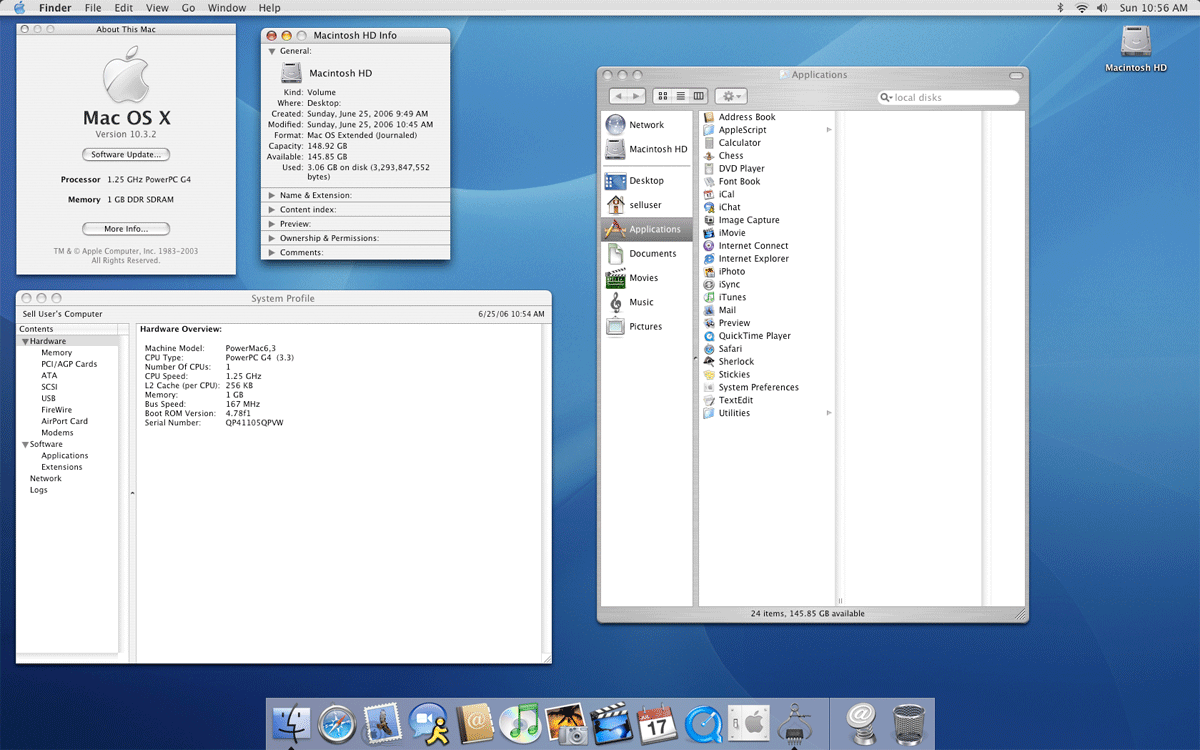 Finder File Edit View Go Window Help Sun 10:56 AM
About This Mac
Mac OS X
Version 10.3.2
Software Update...
Processor 1.25 GHz PowerPC G4
Memory 1 GB DDR SDRAM
More Info...
TM & © Apple Computer, Inc. 1983-2003
All Rights Reserved.
Macintosh HD Info
General:
Macintosh HD
Kind: Volume
Where: Desktop:
Created: Sunday, June 25, 2006 9:49 AM
Modified: Sunday, June 25, 2006 10:45 AM
Format: Mac OS Extended (Journaled)
Capacity: 148.92 GB
Available: 145.85 GB
Used: 3.06 GB on disk (3,293,847,552
bytes)
Name & Extension:
Content index:
Preview:
Ownership & Permissions:
Comments:
Macintosh HD
Applications
local disks
Network
Macintosh HD
Desktop
selluser
Applications
Documents
Movies
Music
Pictures
Address Book
AppleScript
Calculator
Chess
DVD Player
Font Book
iCal
iChat
Image Capture
iMovie
Internet Connect
Internet Explorer
iPhoto
iSync
iTunes
Mail
Preview
QuickTime Player
Safari
Sherlock
Stickies
System Preferences
TextEdit
Utilities
24 items, 145.85 GB available
System Profile
Sell User's Computer 6/25/06 10:54 AM
Contents
Hardware
Memory
PCI/AGP Cards
ATA
SCSI
USB
FireWire
AirPort Card
Modems
Software
Applications
Extensions
Network
Logs
Hardware Overview:
Machine Model: PowerMac6,3
CPU Type: PowerPC G4 (3.3)
Number Of CPUs: 1
CPU Speed: 1.25 GHz
L2 Cache (per CPU): 256 KB
Memory: 1 GB
Bus Speed: 167 MHz
Boot ROM Version: 4.78f1
Serial Number: QP41105QPVW
@
JUL
17
@